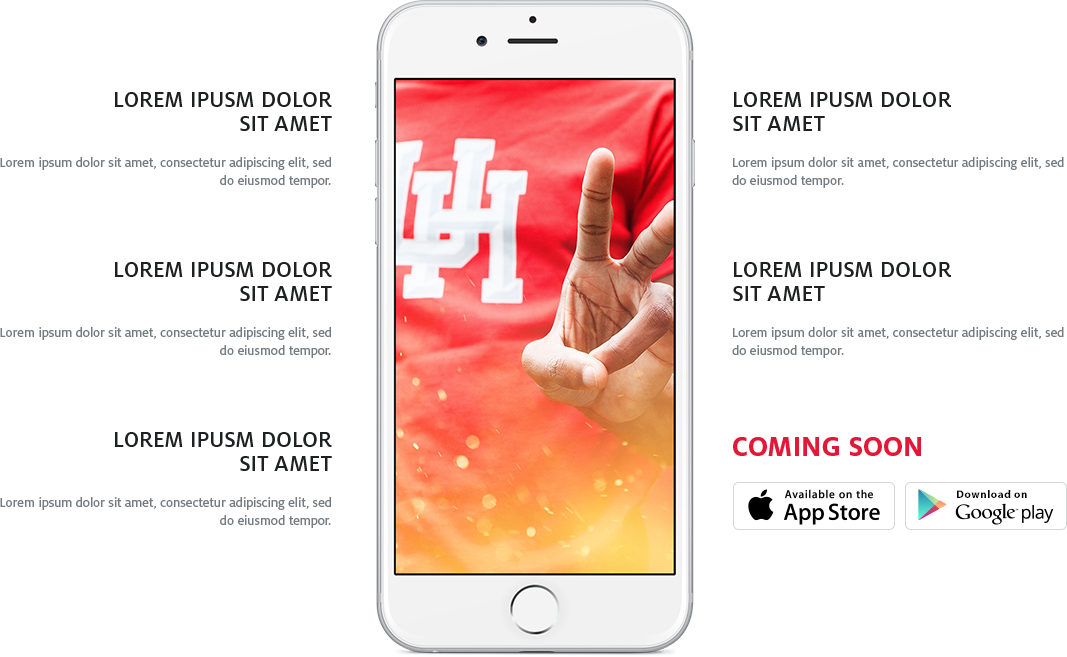 LOREM IPUSM DOLOR
SIT AMET
Lorem ipsum dolor sit amet, consectetur adipiscing elit, sed
do eiusmod tempor.
LOREM IPUSM DOLOR
SIT AMET
Lorem ipsum dolor sit amet, consectetur adipiscing elit, sed
do eiusmod tempor.
LOREM IPUSM DOLOR
SIT AMET
Lorem ipsum dolor sit amet, consectetur adipiscing elit, sed
do eiusmod tempor.
UH
LOREM IPUSM DOLOR
SIT AMET
Lorem ipsum dolor sit amet, consectetur adipiscing elit, sed
do eiusmod tempor.
LOREM IPUSM DOLOR
SIT AMET
Lorem ipsum dolor sit amet, consectetur adipiscing elit, sed
do eiusmod tempor.
COMING SOON
Available on the
App Store
Download on
Google play